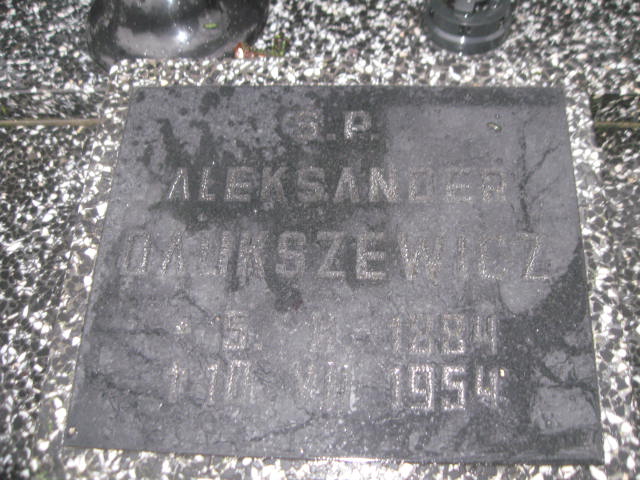 Ś.P.
ALEKSANDER
DAUKSZEWICZ
* 5. II - 1884
† 10 VII 1954